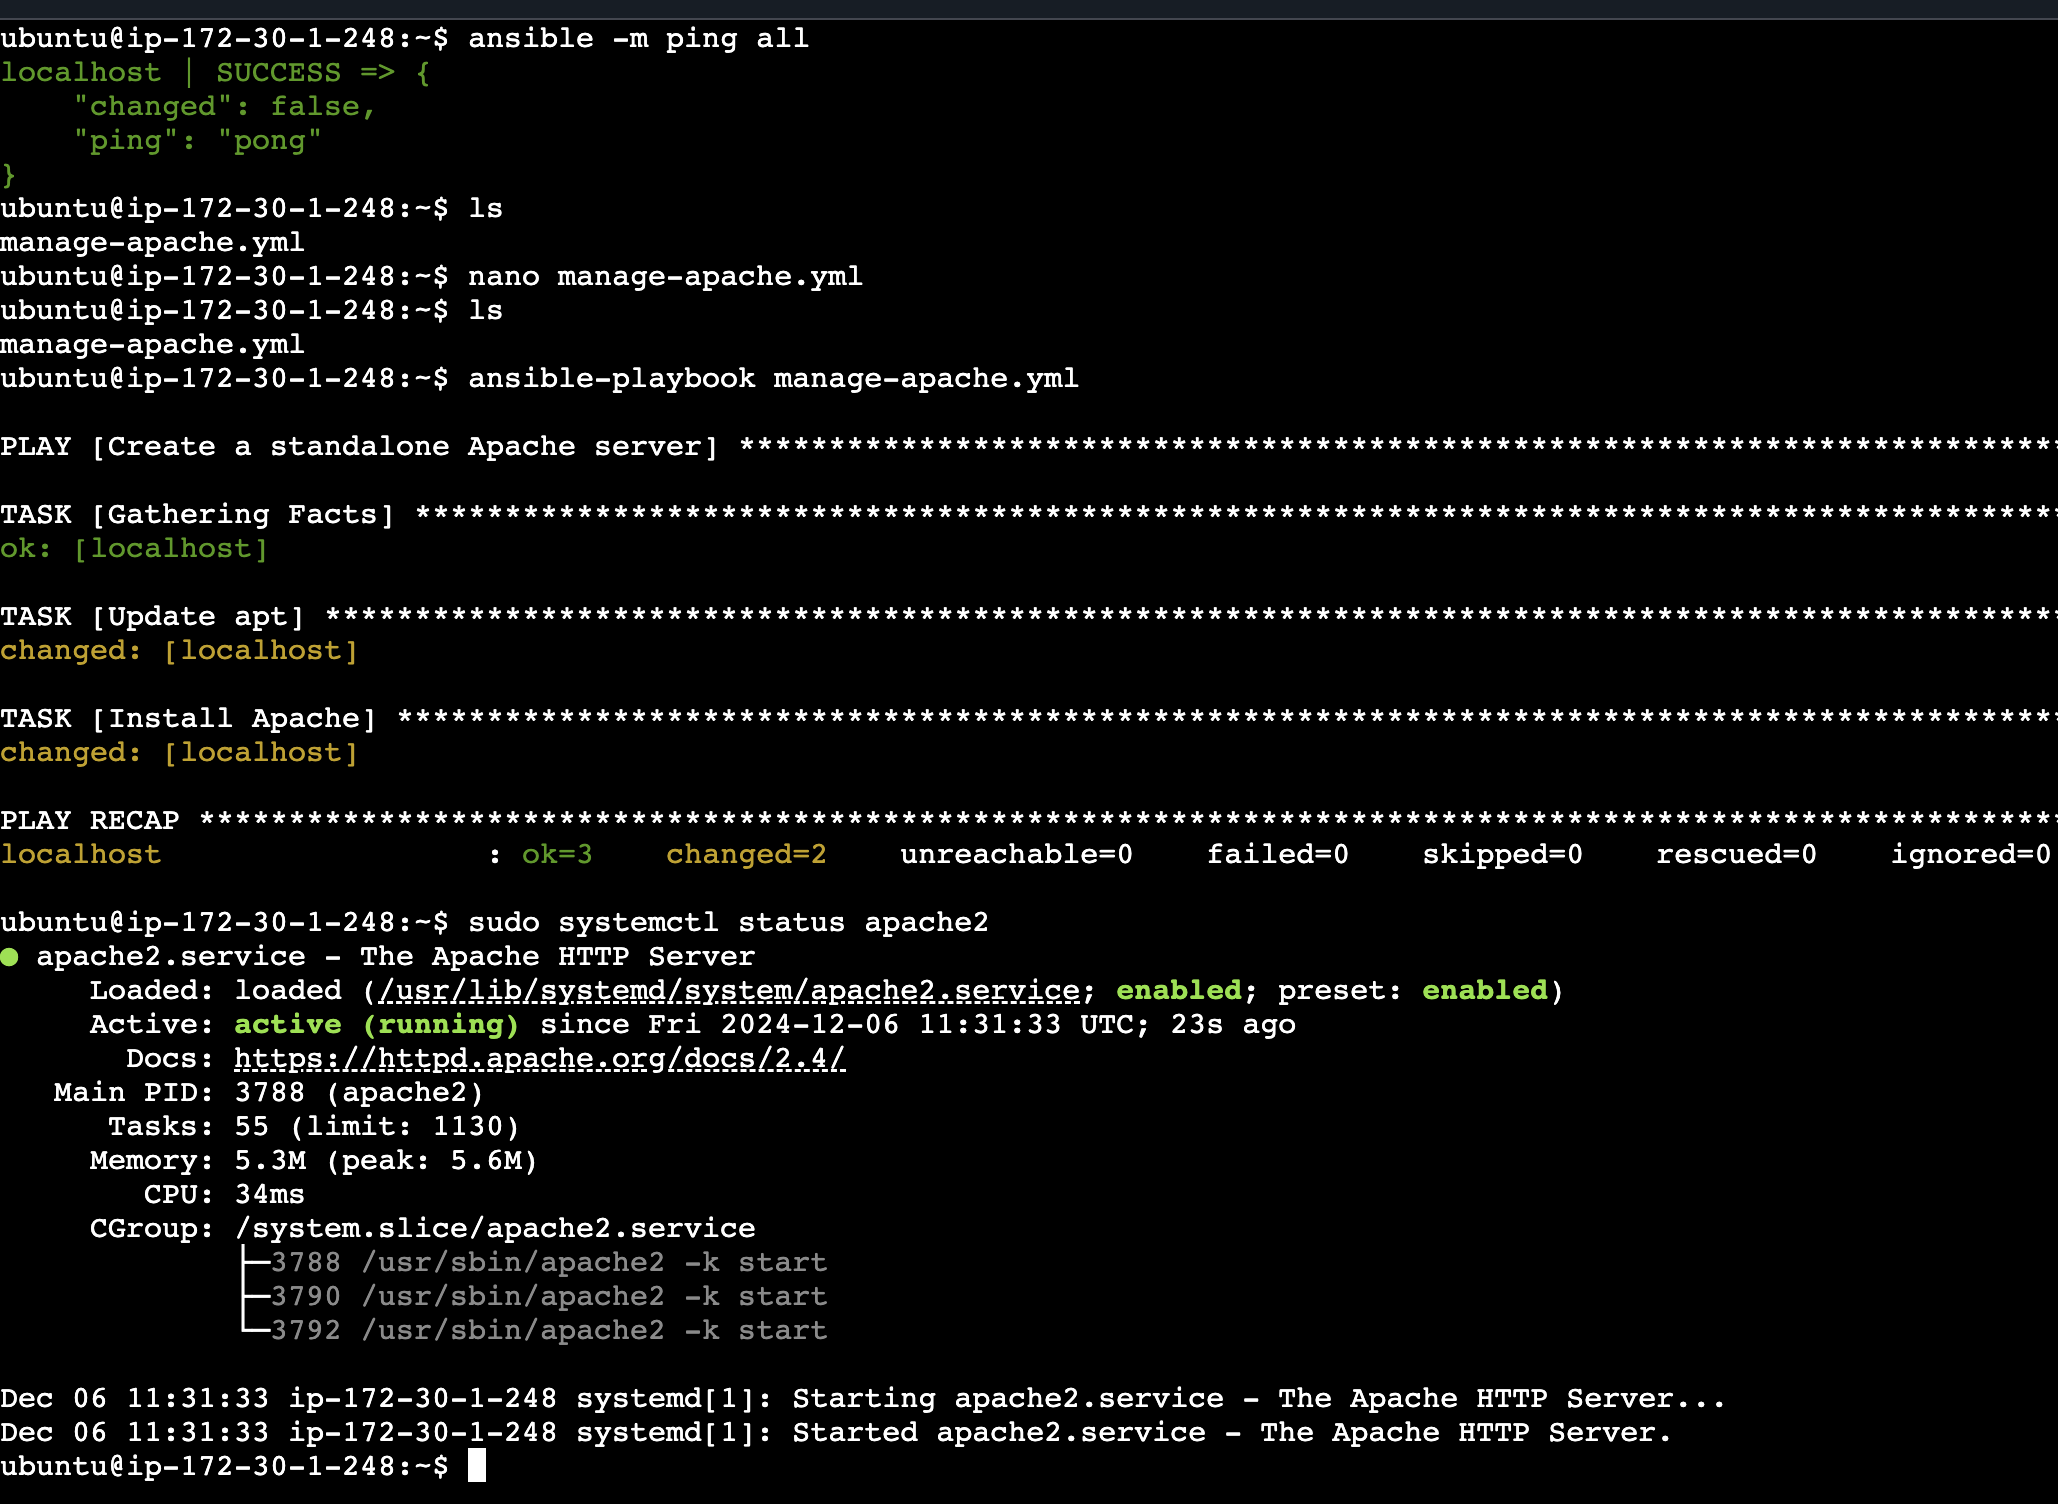 ubuntu@ip-172-30-1-248:~$ ansible -m ping all
localhost | SUCCESS => {
    "changed": false,
    "ping": "pong"
}
ubuntu@ip-172-30-1-248:~$ ls
manage-apache.yml
ubuntu@ip-172-30-1-248:~$ nano manage-apache.yml
ubuntu@ip-172-30-1-248:~$ ls
manage-apache.yml
ubuntu@ip-172-30-1-248:~$ ansible-playbook manage-apache.yml
PLAY [Create a standalone Apache server] **************************************************************************
TASK [Gathering Facts] ********************************************************************************************
ok: [localhost]
TASK [Update apt] *************************************************************************************************
changed: [localhost]
TASK [Install Apache] *********************************************************************************************
changed: [localhost]
PLAY RECAP ********************************************************************************************************
localhost                  : ok=3    changed=2    unreachable=0    failed=0    skipped=0    rescued=0    ignored=0
ubuntu@ip-172-30-1-248:~$ sudo systemctl status apache2
● apache2.service - The Apache HTTP Server
     Loaded: loaded (/usr/lib/systemd/system/apache2.service; enabled; preset: enabled)
     Active: active (running) since Fri 2024-12-06 11:31:33 UTC; 23s ago
       Docs: https://httpd.apache.org/docs/2.4/
   Main PID: 3788 (apache2)
      Tasks: 55 (limit: 1130)
     Memory: 5.3M (peak: 5.6M)
        CPU: 34ms
     CGroup: /system.slice/apache2.service
             ├─3788 /usr/sbin/apache2 -k start
             ├─3790 /usr/sbin/apache2 -k start
             └─3792 /usr/sbin/apache2 -k start
Dec 06 11:31:33 ip-172-30-1-248 systemd[1]: Starting apache2.service - The Apache HTTP Server...
Dec 06 11:31:33 ip-172-30-1-248 systemd[1]: Started apache2.service - The Apache HTTP Server.
ubuntu@ip-172-30-1-248:~$